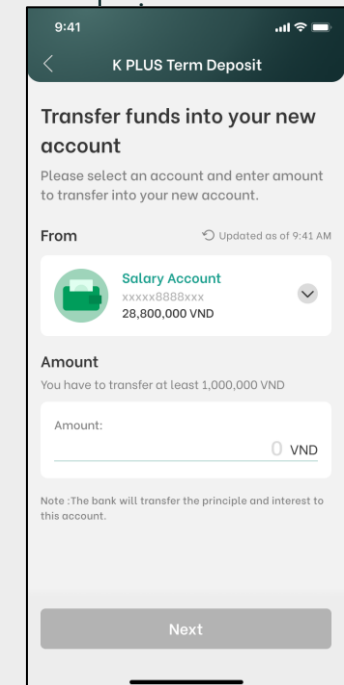 9:41
K PLUS Term Deposit
Transfer funds into your new
account
Please select an account and enter amount
to transfer into your new account.
From
Updated as of 9:41 AM
Salary Account
xxxxx8888xxx
28,800,000 VND
Amount
You have to transfer at least 1,000,000 VND
Amount:
0 VND
Note :The bank will transfer the principle and interest to
this account.
Next